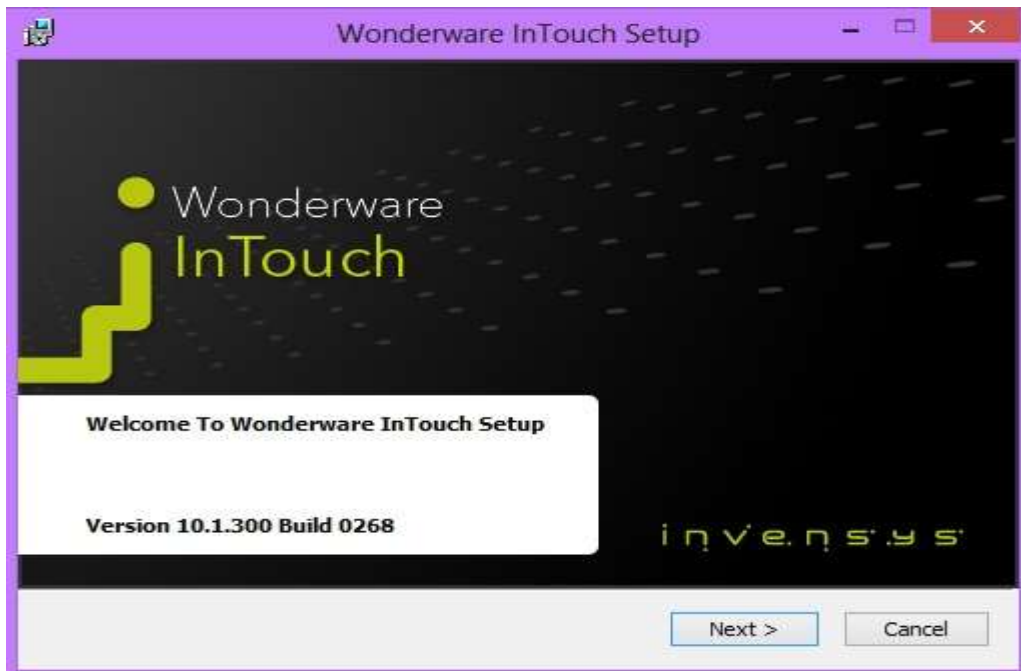 Wonderware InTouch Setup
Wonderware
InTouch
Welcome To Wonderware InTouch Setup
Version 10.1.300 Build 0268
invensys
Next >
Cancel